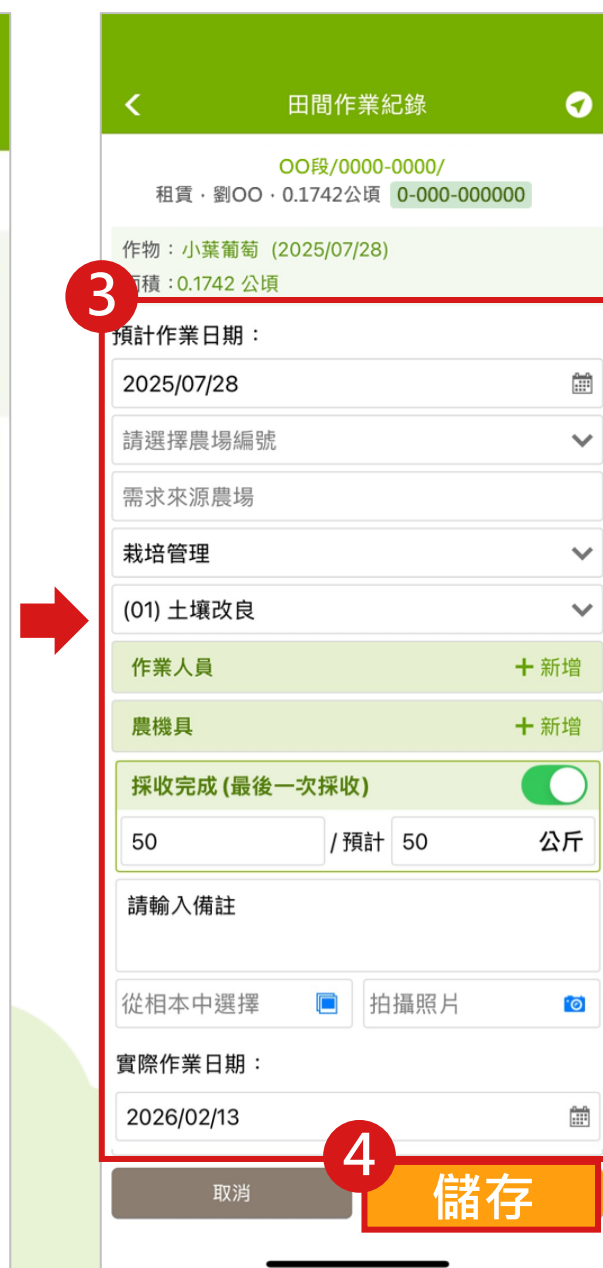 田間作業紀錄
OO段/0000-0000/
租賃 · 劉OO · 0.1742公頃 0-000-000000
作物：小葉葡萄 (2025/07/28)
積：0.1742 公頃
3
預計作業日期：
2025/07/28
請選擇農場編號
需求來源農場
栽培管理
(01) 土壤改良
作業人員 + 新增
農機具 + 新增
採收完成 (最後一次採收)
50 / 預計 50 公斤
請輸入備註
從相本中選擇 拍攝照片
實際作業日期：
2026/02/13
4
取消 儲存